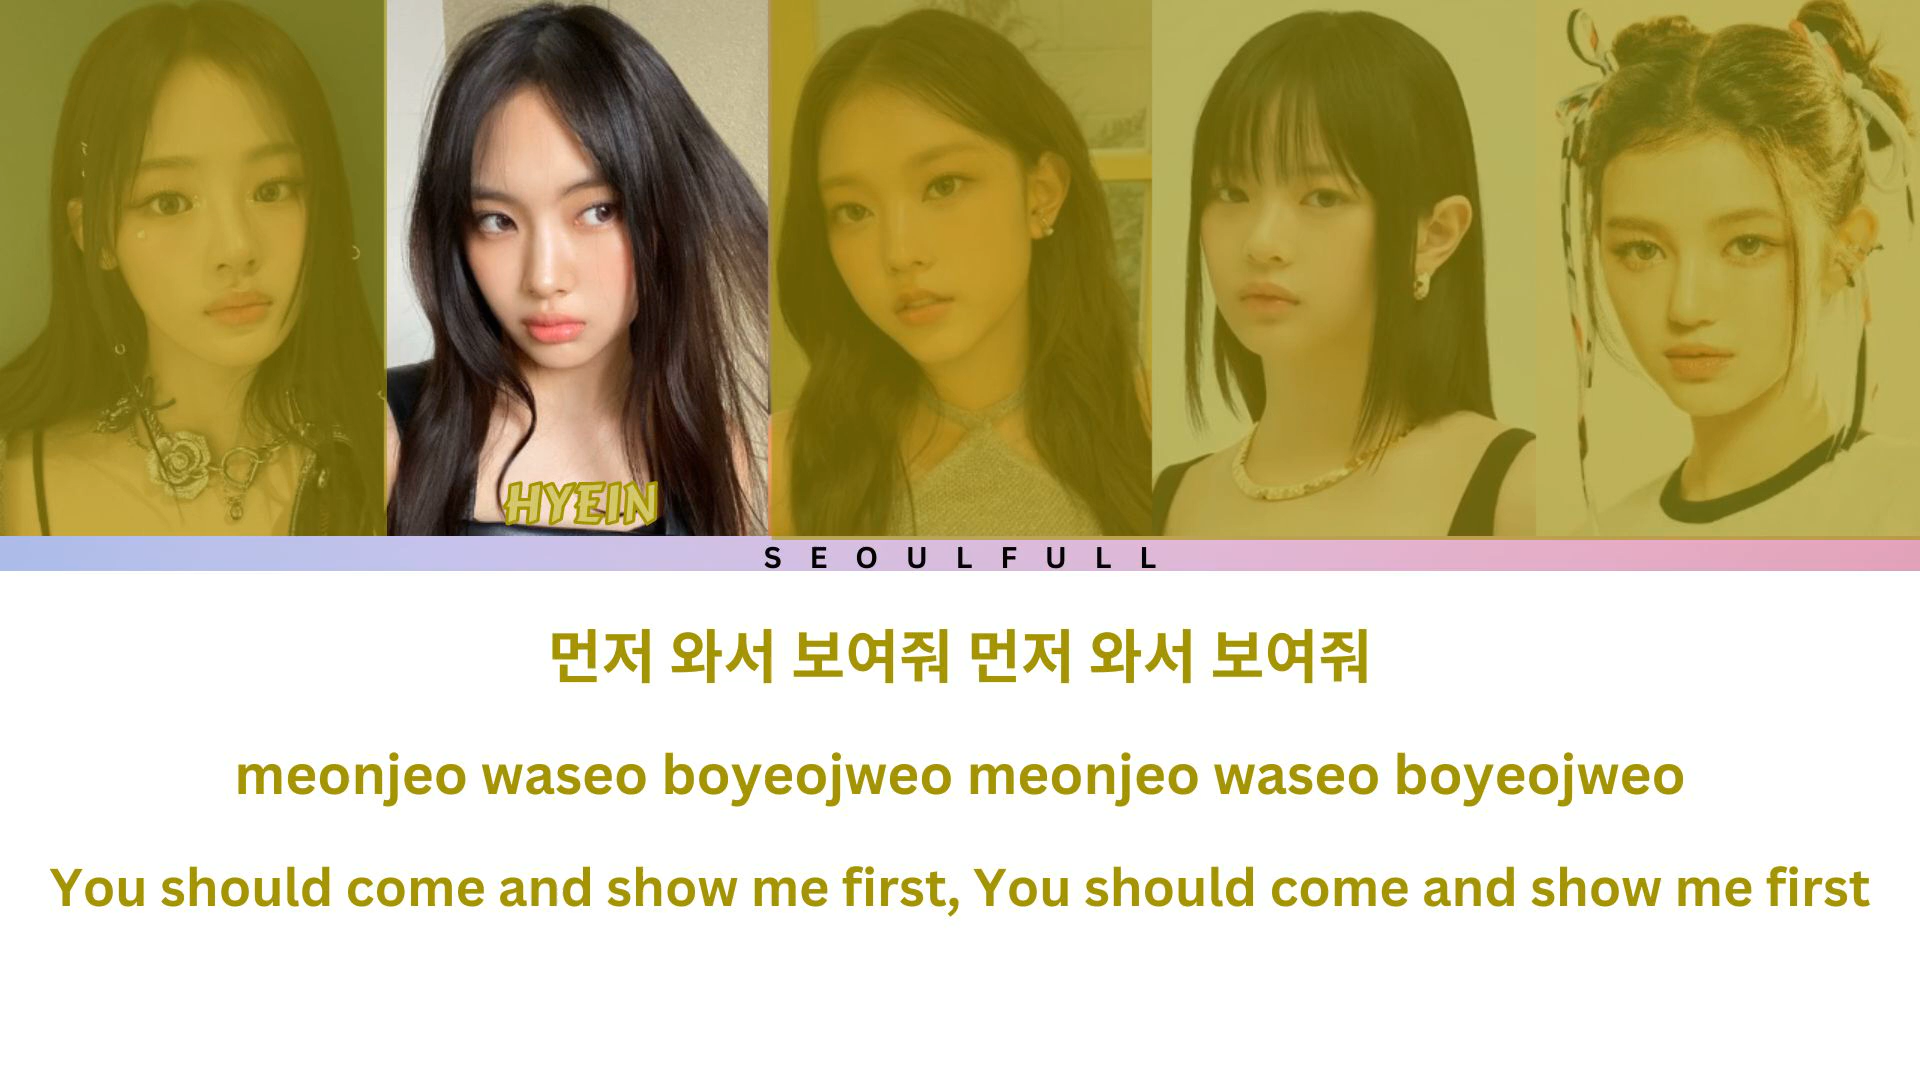 HYEIN
SEOULFULL
먼저 와서 보여줘 먼저 와서 보여줘
meonjeo waseo boyeojweo meonjeo waseo boyeojweo
You should come and show me first, You should come and show me first